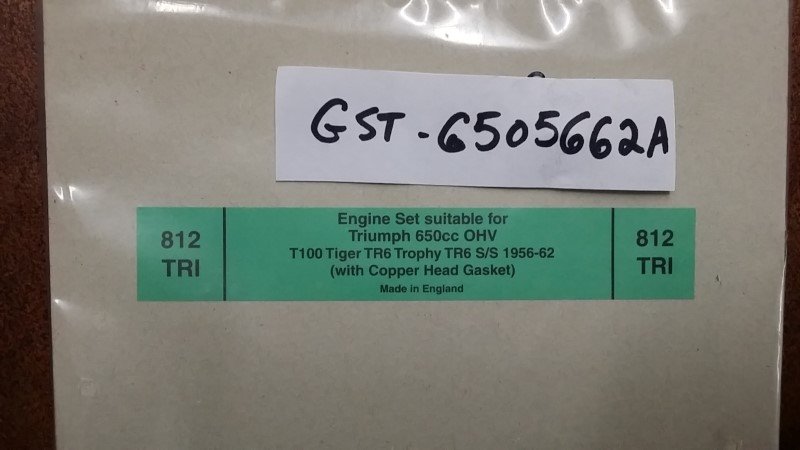 GST-6505662A
812
TRI
Engine Set suitable for
Triumph 650cc OHV
T100 Tiger TR6 Trophy TR6 S/S 1956-62
(with Copper Head Gasket)
Made in England
812
TRI